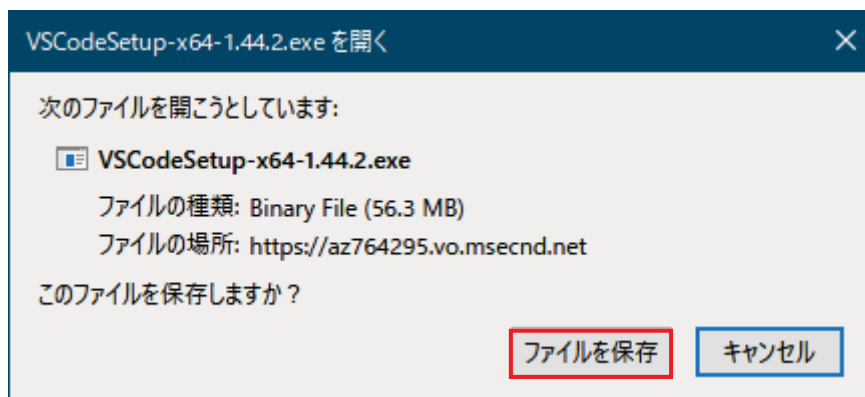 VSCodeSetup-x64-1.44.2.exe を開く
次のファイルを開こうとしています:
VSCodeSetup-x64-1.44.2.exe
ファイルの種類: Binary File (56.3 MB)
ファイルの場所: https://az764295.vo.msecnd.net
このファイルを保存しますか？
ファイルを保存 キャンセル